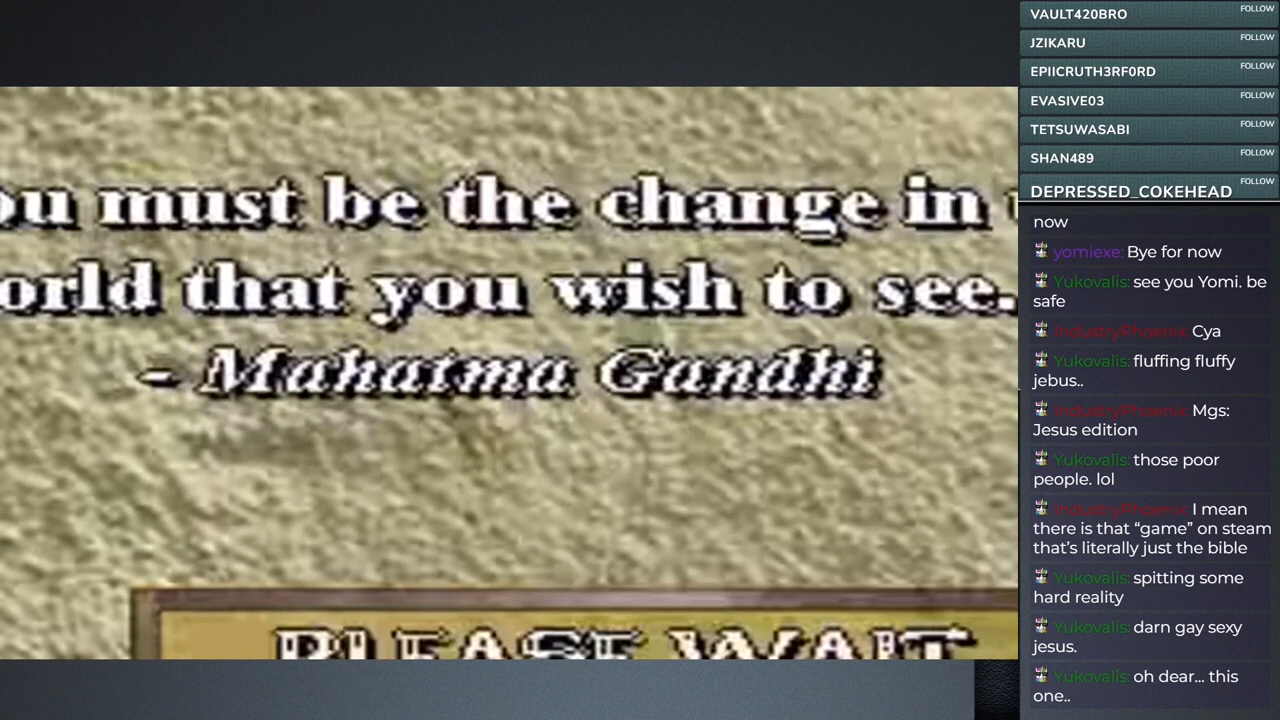 ou must be the change in
orld that you wish to see.
- Mahatma Gandhi
PLEASE WAIT
VAULT420BRO FOLLOW
JZIKARU FOLLOW
EPIICRUTH3RF0RD FOLLOW
EVASIVE03 FOLLOW
TETSUWASABI FOLLOW
SHAN489 FOLLOW
DEPRESSED_COKEHEAD FOLLOW
now
yomiexe: Bye for now
Yukovalis: see you Yomi. be
safe
IndustryPhoenix: Cya
Yukovalis: fluffing fluffy
jebus..
IndustryPhoenix: Mgs:
Jesus edition
Yukovalis: those poor
people. lol
IndustryPhoenix: I mean
there is that “game” on steam
that’s literally just the bible
Yukovalis: spitting some
hard reality
Yukovalis: darn gay sexy
jesus.
Yukovalis: oh dear... this
one..